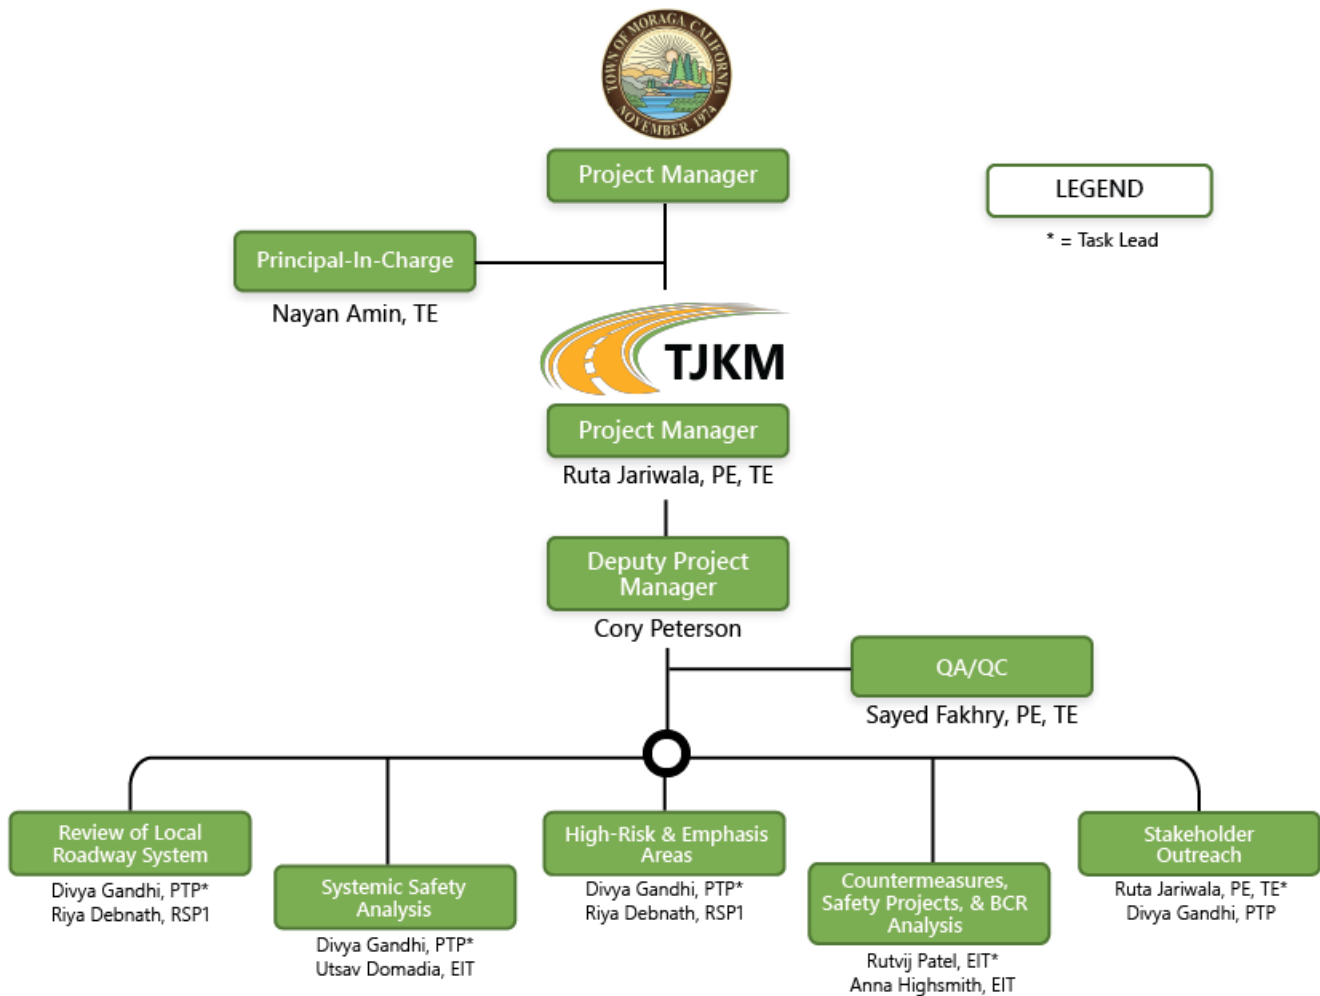 TOWN OF MORAGA, CALIFORNIA
NOVEMBER, 1974
Project Manager
LEGEND
* = Task Lead
Principal-In-Charge
Nayan Amin, TE
TJKM
Project Manager
Ruta Jariwala, PE, TE
Deputy Project
Manager
Cory Peterson
QA/QC
Sayed Fakhry, PE, TE
Review of Local
Roadway System
Divya Gandhi, PTP*
Riya Debnath, RSP1
Systemic Safety
Analysis
Divya Gandhi, PTP*
Utsav Domadia, EIT
High-Risk & Emphasis
Areas
Divya Gandhi, PTP*
Riya Debnath, RSP1
Countermeasures,
Safety Projects, & BCR
Analysis
Rutvij Patel, EIT*
Anna Highsmith, EIT
Stakeholder
Outreach
Ruta Jariwala, PE, TE*
Divya Gandhi, PTP